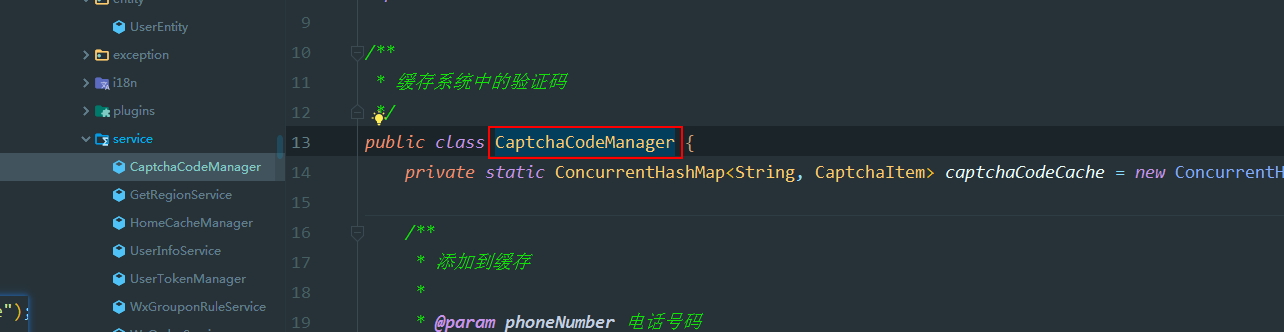 entity
UserEntity
exception
i18n
plugins
service
CaptchaCodeManager
GetRegionService
HomeCacheManager
UserInfoService
UserTokenManager
WxGrouponRuleService
e");
9
10 /**
11 * 缓存系统中的验证码
12 */
13 public class CaptchaCodeManager {
14 private static ConcurrentHashMap<String, CaptchaItem> captchaCodeCache = new ConcurrentH
15
16 /**
17 * 添加到缓存
18 *
19 * @param phoneNumber 电话号码